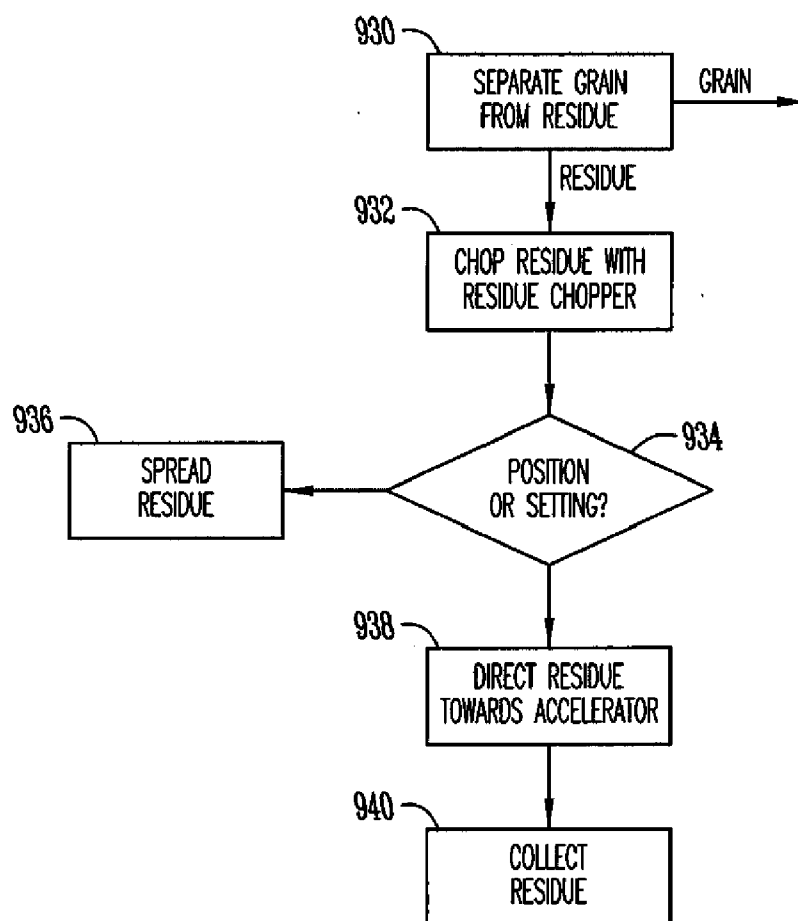 930
SEPARATE GRAIN
FROM RESIDUE
GRAIN
RESIDUE
932
CHOP RESIDUE WITH
RESIDUE CHOPPER
934
POSITION
OR SETTING?
936
SPREAD
RESIDUE
938
DIRECT RESIDUE
TOWARDS ACCELERATOR
940
COLLECT
RESIDUE